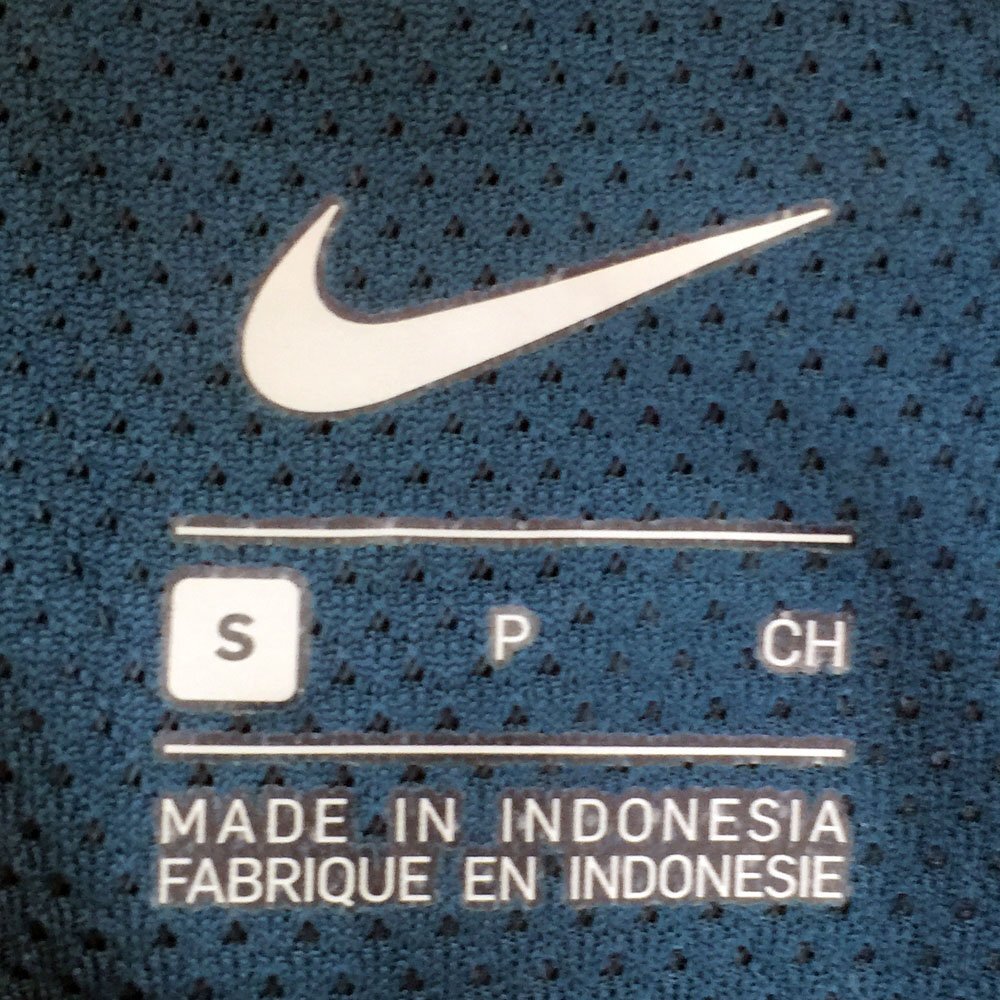 S P CH
MADE IN INDONESIA
FABRIQUE EN INDONESIE